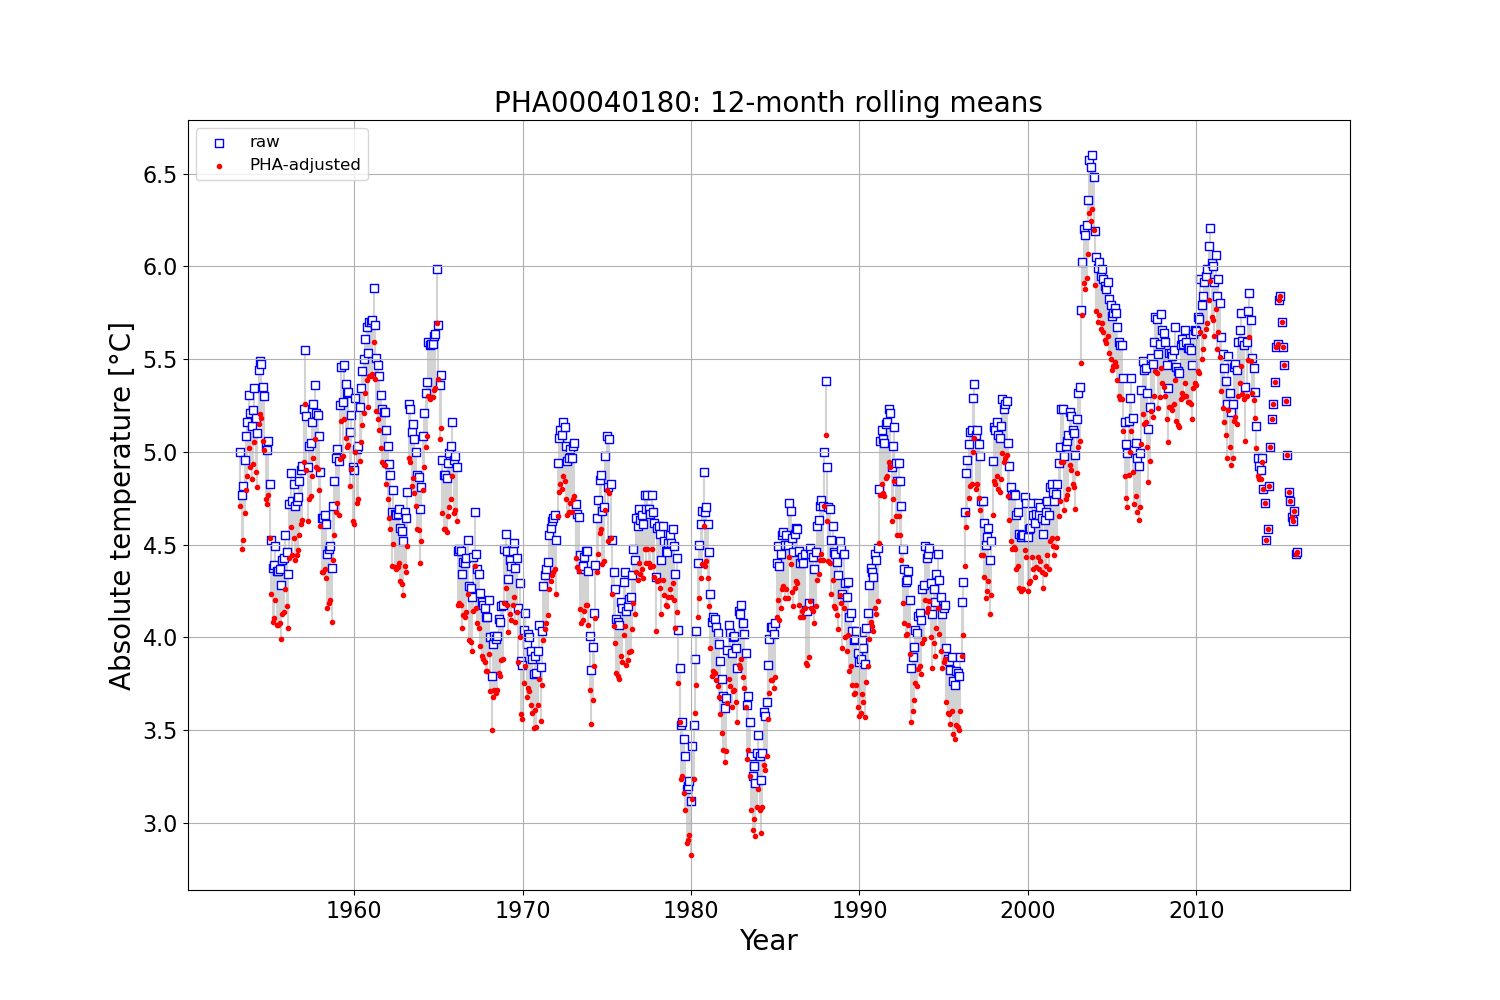 PHA00040180: 12-month rolling means
raw
PHA-adjusted
Absolute temperature [°C]
6.5
6.0
5.5
5.0
4.5
4.0
3.5
3.0
1960 1970 1980 1990 2000 2010
Year